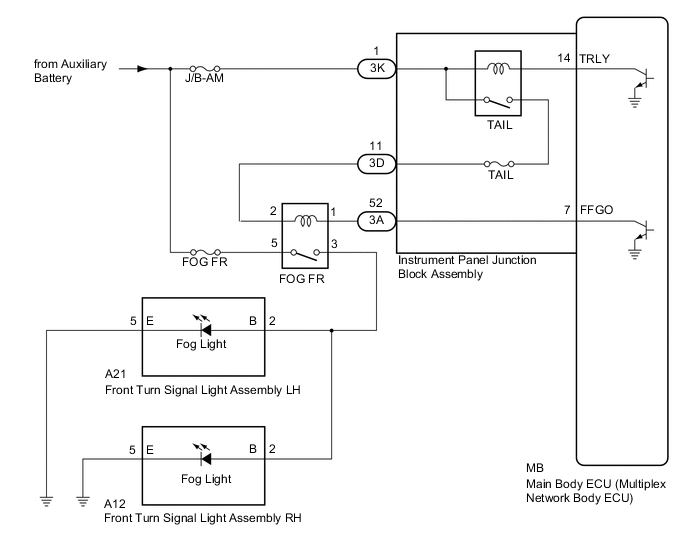 from Auxiliary
Battery
J/B-AM
1
3K
14 TRLY
TAIL
11
3D
TAIL
52
3A
7 FFGO
2
1
5
3
FOG FR
FOG FR
Instrument Panel Junction
Block Assembly
5 E
B 2
Fog Light
A21
Front Turn Signal Light Assembly LH
5 E
B 2
Fog Light
A12
Front Turn Signal Light Assembly RH
MB
Main Body ECU (Multiplex
Network Body ECU)